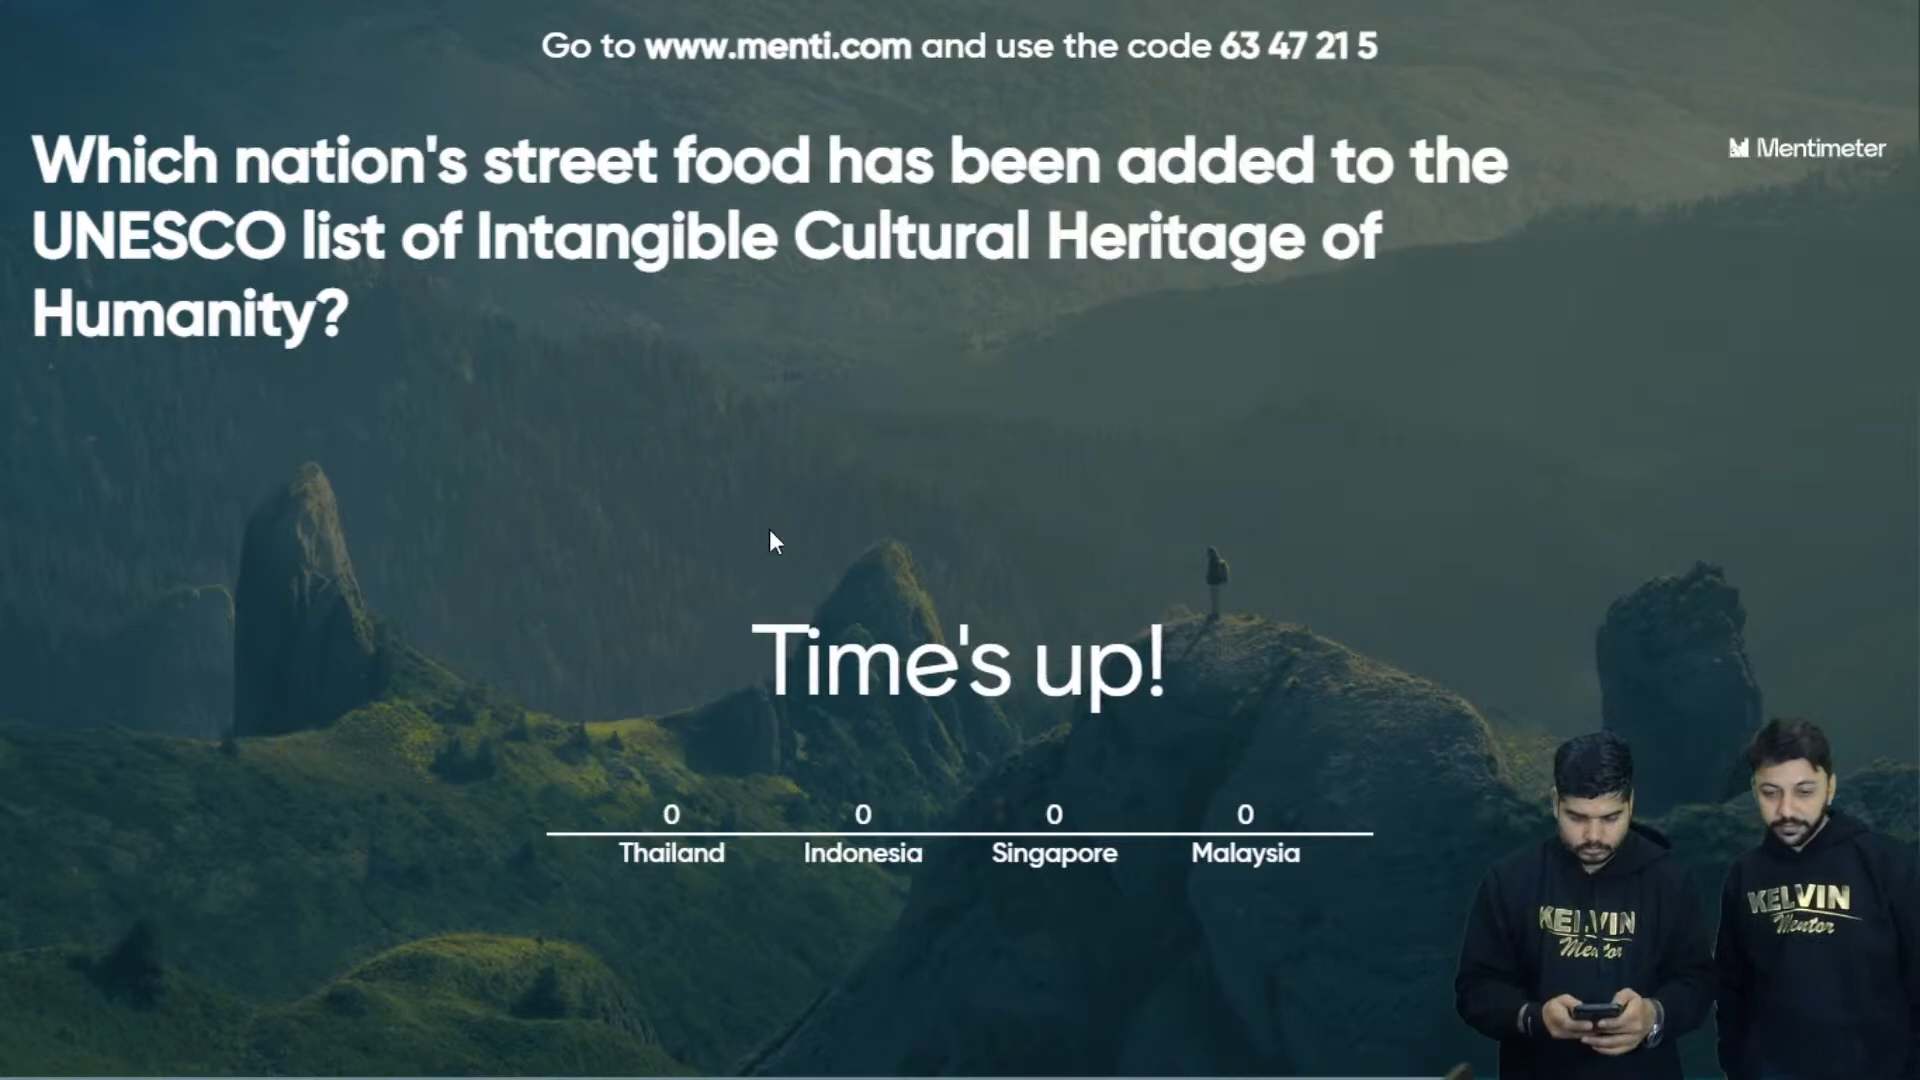 Go to www.menti.com and use the code 63 47 21 5
Which nation's street food has been added to the
UNESCO list of Intangible Cultural Heritage of
Humanity?
Mentimeter
Time's up!
0 0 0 0
Thailand Indonesia Singapore Malaysia
KELVIN
Mentor
KELVIN
Mentor